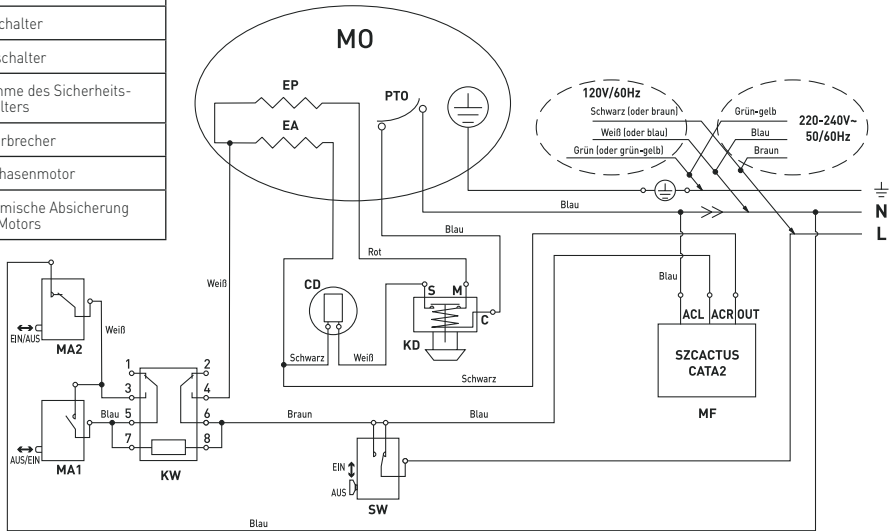 chalter
chalter
me des Sicherheits-
lters
rbrecher
hasenmotor
mische Absicherung
Motors
MO
EP
EA
PTO
120V/60Hz
Schwarz (oder braun)
Weiß (oder blau)
Grün (oder grün-gelb)
Grün-gelb
Blau
Braun
220-240V~
50/60Hz
Blau
N
L
Blau
Rot
Weiß
CD
S
M
C
KD
Schwarz
Weiß
Schwarz
Blau
ACL
ACR
OUT
SZCACTUS
CATA2
MF
EIN/AUS
MA2
Weiß
1
2
3
4
Blau
5
6
7
8
KW
AUS/EIN
MA1
Braun
Blau
EIN
AUS
SW
Blau